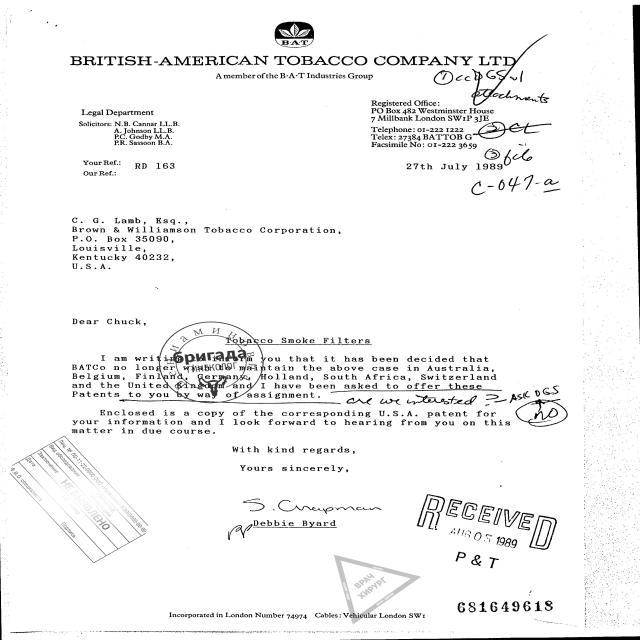 BAT
BRITISH-AMERICAN TOBACCO COMPANY LTD
A member of the B·A·T Industries Group
① cc DGS w/
attachments
Legal Department
Solicitors: N.B. Cannar LL.B.
A. Johnson LL.B.
P.C. Godby M.A.
P.R. Sassoon B.A.
Registered Office:
PO Box 482 Westminster House
7 Millbank London SW1P 3JE
Telephone: 01-222 1222
Telex: 27384 BATTOB G
Facsimile No: 01-222 3659
② CL
③ file
Your Ref.: RD 163
Our Ref.:
27th July 1989
C-047-a
C. G. Lamb, Esq.,
Brown & Williamson Tobacco Corporation,
P.O. Box 35090,
Louisville,
Kentucky 40232,
U.S.A.
Dear Chuck,
Tobacco Smoke Filters
I am writing to inform you that it has been decided that
BATCo no longer wish to maintain the above case in Australia,
Belgium, Finland, Germany, Holland, South Africa, Switzerland
and the United Kingdom and I have been asked to offer these
Patents to you by way of assignment.
бригада
are we interested? ASK DGS
NO
Enclosed is a copy of the corresponding U.S.A. patent for
your information and I look forward to hearing from you on this
matter in due course.
With kind regards,
Yours sincerely,
S. Chapman
pp Debbie Byard
RECEIVED
AUG 05 1989
P & T
ВРАЧ
ХИРУРГ
681649618
Incorporated in London Number 74974 Cables: Vehicular London SW1